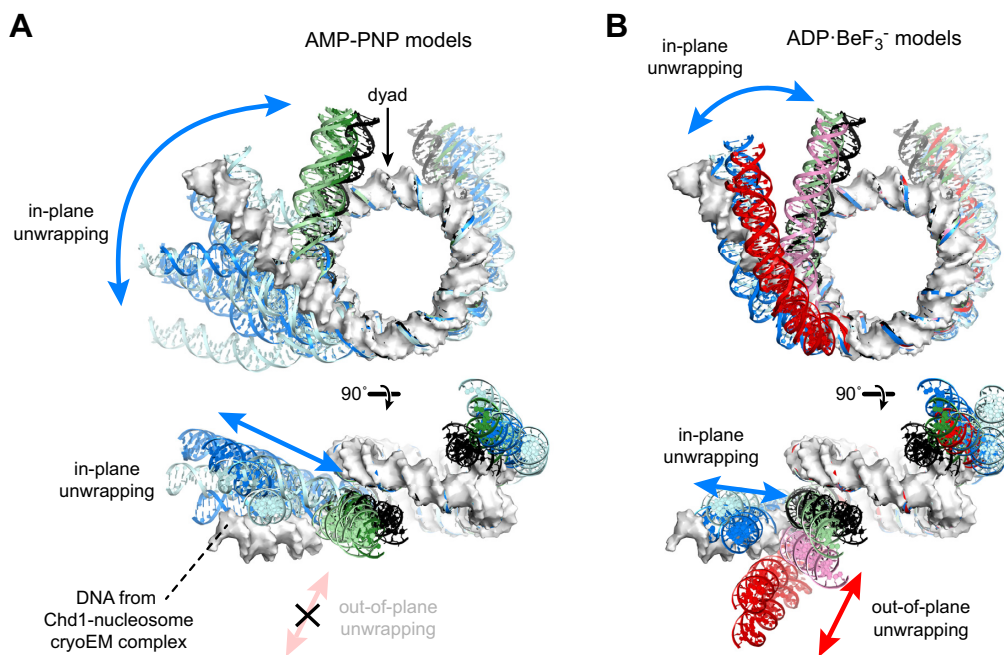 A
AMP-PNP models
dyad
in-plane
unwrapping
90°
in-plane
unwrapping
DNA from
Chd1-nucleosome
cryoEM complex
out-of-plane
unwrapping
B
ADP·BeF₃⁻ models
in-plane
unwrapping
90°
in-plane
unwrapping
out-of-plane
unwrapping